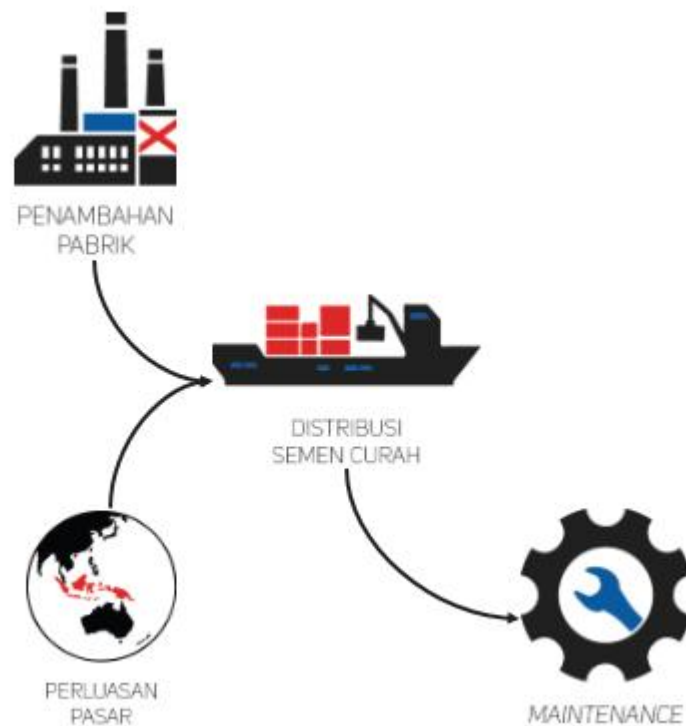 PENAMBAHAN
PABRIK
DISTRIBUSI
SEMEN CURAH
PERLUASAN
PASAR
MAINTENANCE